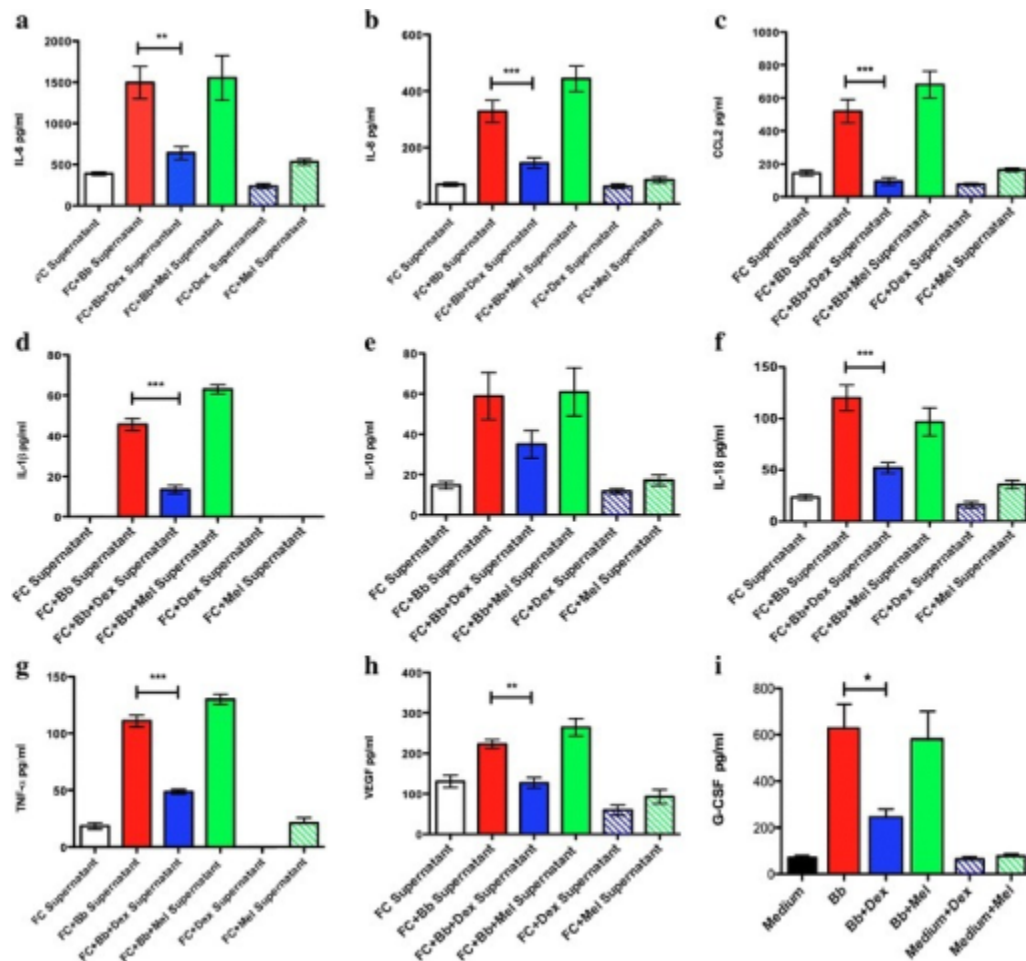 a
**
2000
1500
1000
500
0
IL-6 pg/ml
FC Supernatant
FC+Bb Supernatant
FC+Bb+Dex Supernatant
FC+Bb+Mel Supernatant
FC+Dex Supernatant
FC+Mel Supernatant
b
***
600
400
200
0
IL-8 pg/ml
FC Supernatant
FC+Bb Supernatant
FC+Bb+Dex Supernatant
FC+Bb+Mel Supernatant
FC+Dex Supernatant
FC+Mel Supernatant
c
***
1000
800
600
400
200
0
CCL2 pg/ml
FC Supernatant
FC+Bb Supernatant
FC+Bb+Dex Supernatant
FC+Bb+Mel Supernatant
FC+Dex Supernatant
FC+Mel Supernatant
d
***
80
60
40
20
0
IL-1β pg/ml
FC Supernatant
FC+Bb Supernatant
FC+Bb+Dex Supernatant
FC+Bb+Mel Supernatant
FC+Dex Supernatant
FC+Mel Supernatant
e
80
60
40
20
0
IL-10 pg/ml
FC Supernatant
FC+Bb Supernatant
FC+Bb+Dex Supernatant
FC+Bb+Mel Supernatant
FC+Dex Supernatant
FC+Mel Supernatant
f
***
150
100
50
0
IL-18 pg/ml
FC Supernatant
FC+Bb Supernatant
FC+Bb+Dex Supernatant
FC+Bb+Mel Supernatant
FC+Dex Supernatant
FC+Mel Supernatant
g
***
150
100
50
0
TNF-α pg/ml
FC Supernatant
FC+Bb Supernatant
FC+Bb+Dex Supernatant
FC+Bb+Mel Supernatant
FC+Dex Supernatant
FC+Mel Supernatant
h
**
400
300
200
100
0
VEGF pg/ml
FC Supernatant
FC+Bb Supernatant
FC+Bb+Dex Supernatant
FC+Bb+Mel Supernatant
FC+Dex Supernatant
FC+Mel Supernatant
i
*
800
600
400
200
0
G-CSF pg/ml
Medium
Bb
Bb+Dex
Bb+Mel
Medium+Dex
Medium+Mel